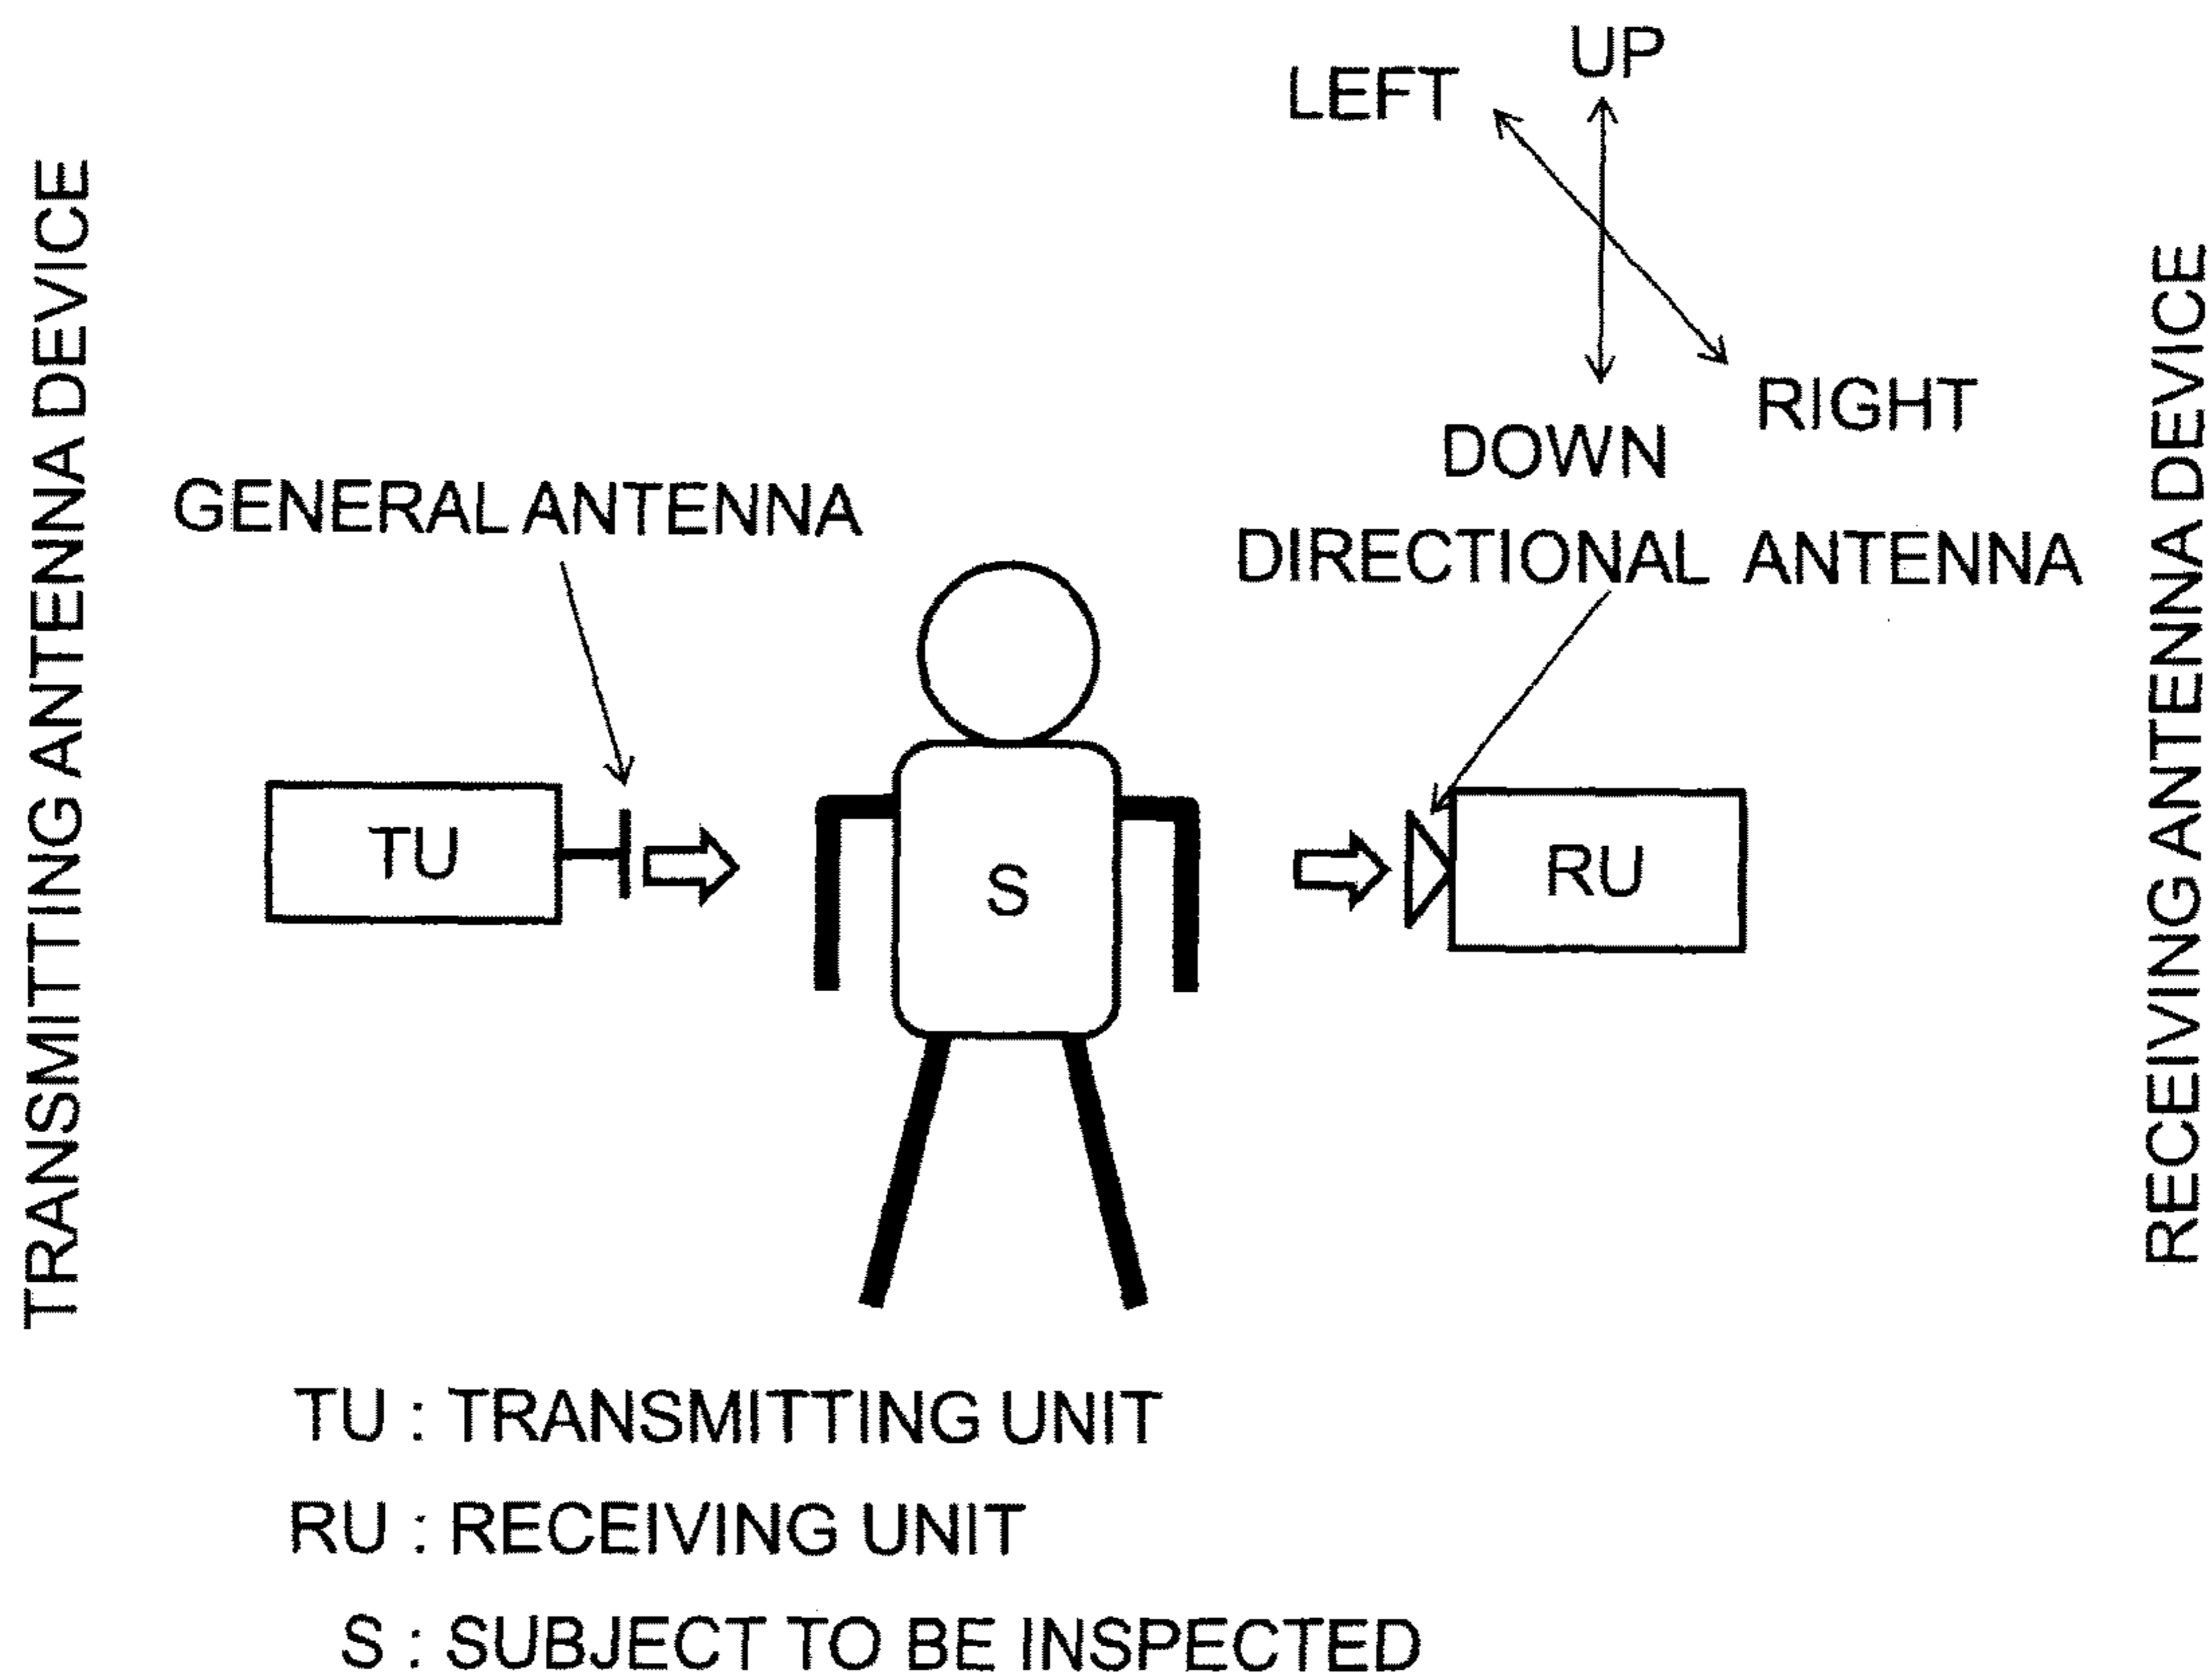 UP
LEFT
RIGHT
DOWN
TRANSMITTING ANTENNA DEVICE
GENERAL ANTENNA
DIRECTIONAL ANTENNA
RECEIVING ANTENNA DEVICE
TU
S
RU
TU : TRANSMITTING UNIT
RU : RECEIVING UNIT
S : SUBJECT TO BE INSPECTED